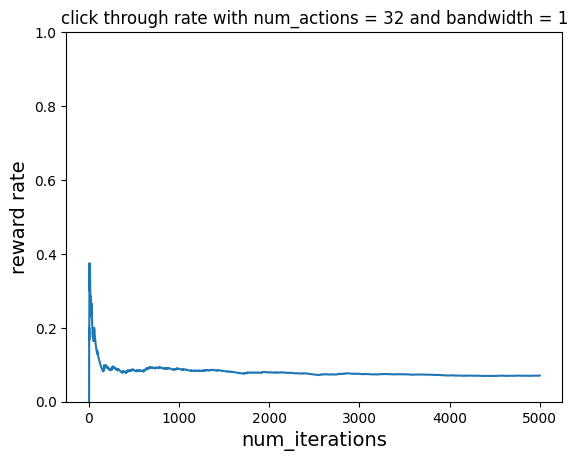 click through rate with num_actions = 32 and bandwidth = 1
1.0
0.8
0.6
0.4
0.2
0.0
reward rate
0 1000 2000 3000 4000 5000
num_iterations